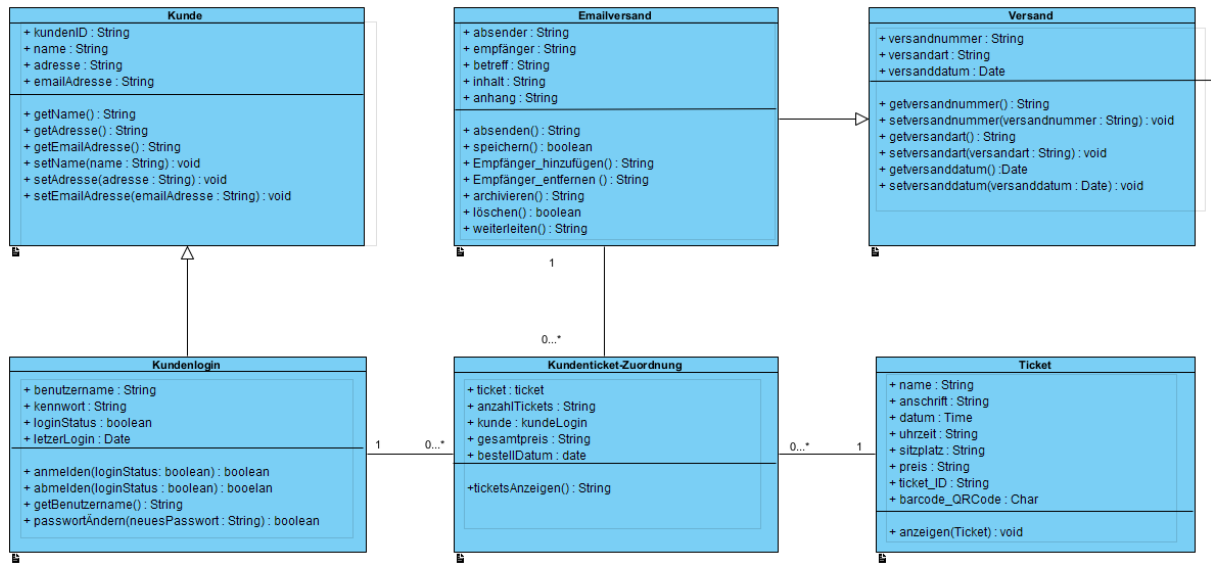 Kunde
+ kundenID : String
+ name : String
+ adresse : String
+ emailAdresse : String
+ getName() : String
+ getAdresse() : String
+ getEmailAdresse() : String
+ setName(name : String) : void
+ setAdresse(adresse : String) : void
+ setEmailAdresse(emailAdresse : String) : void
Emailversand
+ absender : String
+ empfänger : String
+ betreff : String
+ inhalt : String
+ anhang : String
+ absenden() : String
+ speichern() : boolean
+ Empfänger_hinzufügen() : String
+ Empfänger_entfernen () : String
+ archivieren() : String
+ löschen() : boolean
+ weiterleiten() : String
Versand
+ versandnummer : String
+ versandart : String
+ versanddatum : Date
+ getversandnummer() : String
+ setversandnummer(versandnummer : String) : void
+ getversandart() : String
+ setversandart(versandart : String) : void
+ getversanddatum() :Date
+ setversanddatum(versanddatum : Date) : void
1
0...*
Kundenlogin
+ benutzername : String
+ kennwort : String
+ loginStatus : boolean
+ letzerLogin : Date
+ anmelden(loginStatus: boolean) : boolean
+ abmelden(loginStatus : boolean) : booelan
+ getBenutzername() : String
+ passwortÄndern(neuesPasswort : String) : boolean
1
0...*
Kundenticket-Zuordnung
+ ticket : ticket
+ anzahlTickets : String
+ kunde : kundeLogin
+ gesamtpreis : String
+ bestellDatum : date
+ticketsAnzeigen() : String
0...*
1
Ticket
+ name : String
+ anschrift : String
+ datum : Time
+ uhrzeit : String
+ sitzplatz : String
+ preis : String
+ ticket_ID : String
+ barcode_QRCode : Char
+ anzeigen(Ticket) : void